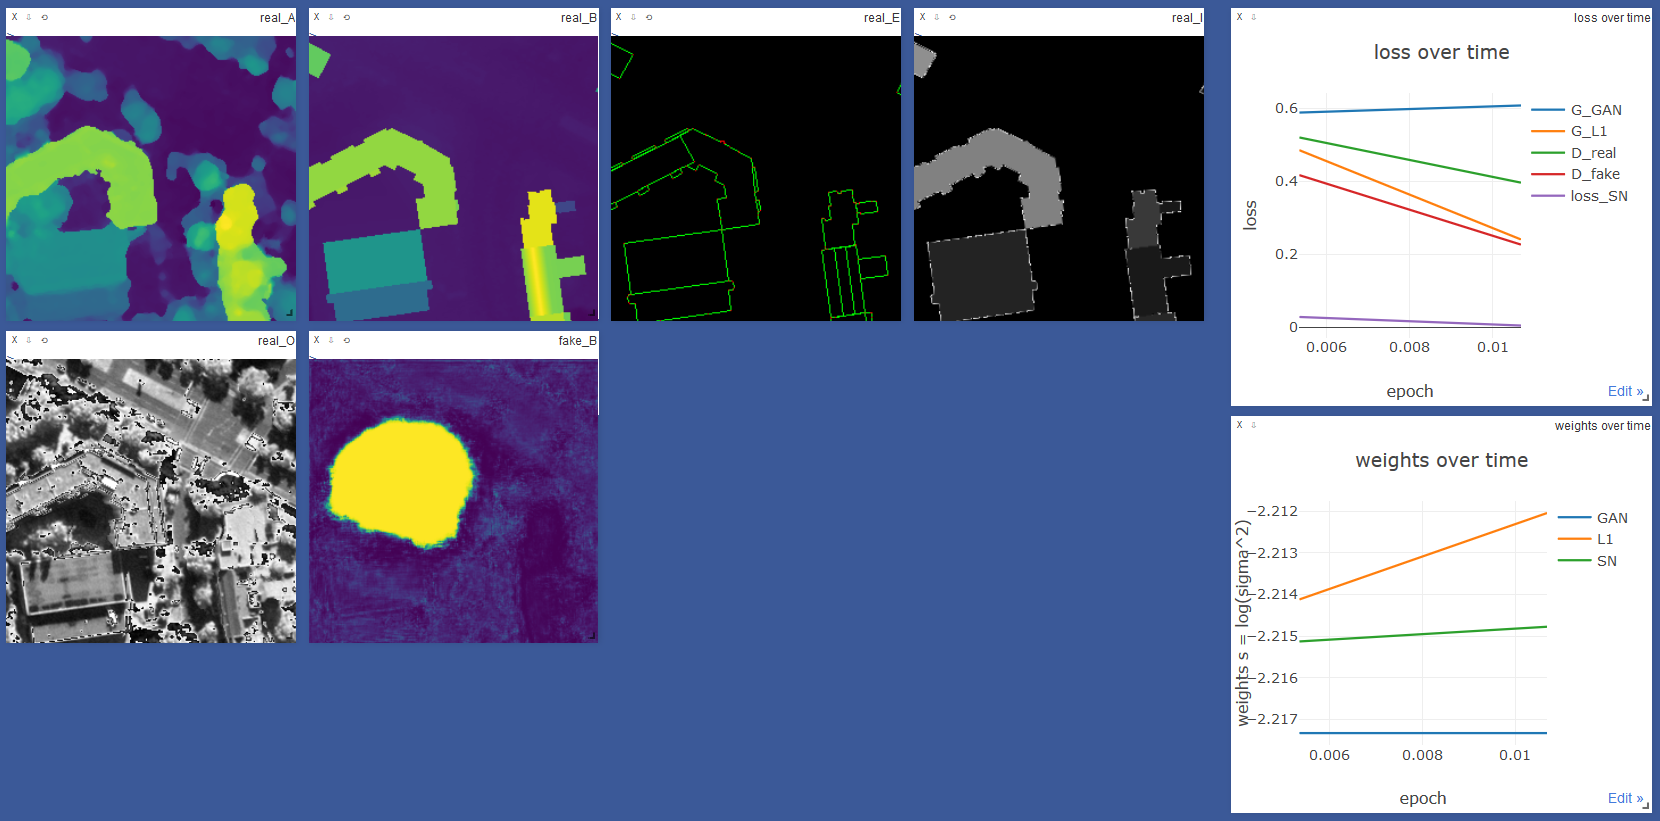 X ⇩ ⟲ real_A
X ⇩ ⟲ real_B
X ⇩ ⟲ real_E
X ⇩ ⟲ real_I
X ⇩ loss over time
loss over time
0.6
0.4
0.2
0
loss
0.006 0.008 0.01
epoch
G_GAN
G_L1
D_real
D_fake
loss_SN
Edit »
X ⇩ ⟲ real_O
X ⇩ ⟲ fake_B
X ⇩ weights over time
weights over time
−2.212
−2.213
−2.214
−2.215
−2.216
−2.217
weights s = log(sigma^2)
0.006 0.008 0.01
epoch
GAN
L1
SN
Edit »